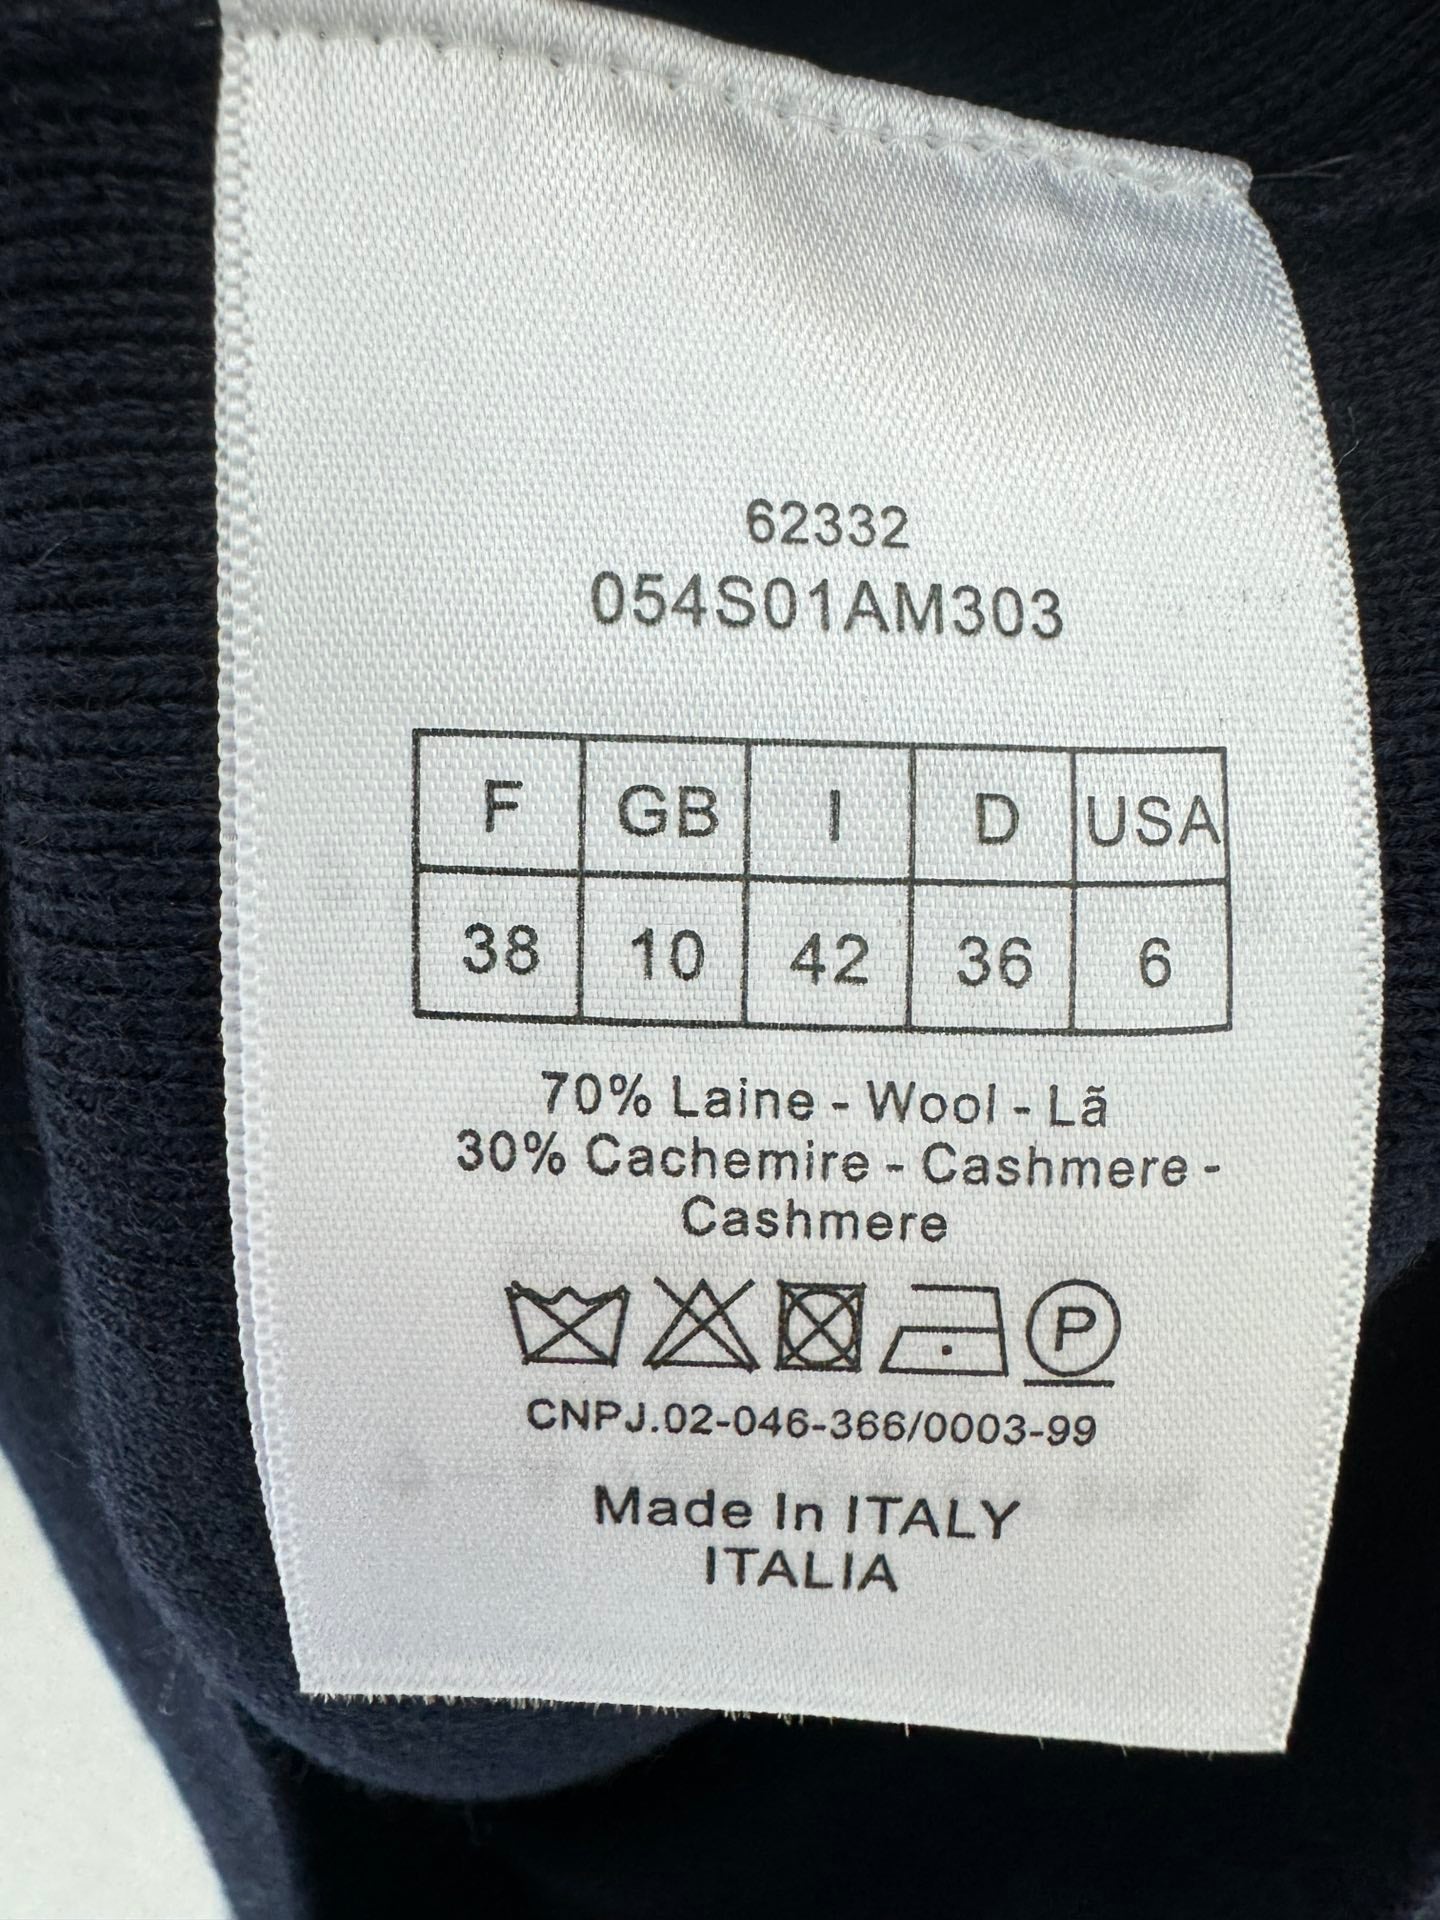 62332
054S01AM303
F GB I D USA
38 10 42 36 6
70% Laine - Wool - Lã
30% Cachemire - Cashmere -
Cashmere
P
CNPJ.02-046-366/0003-99
Made In ITALY
ITALIA